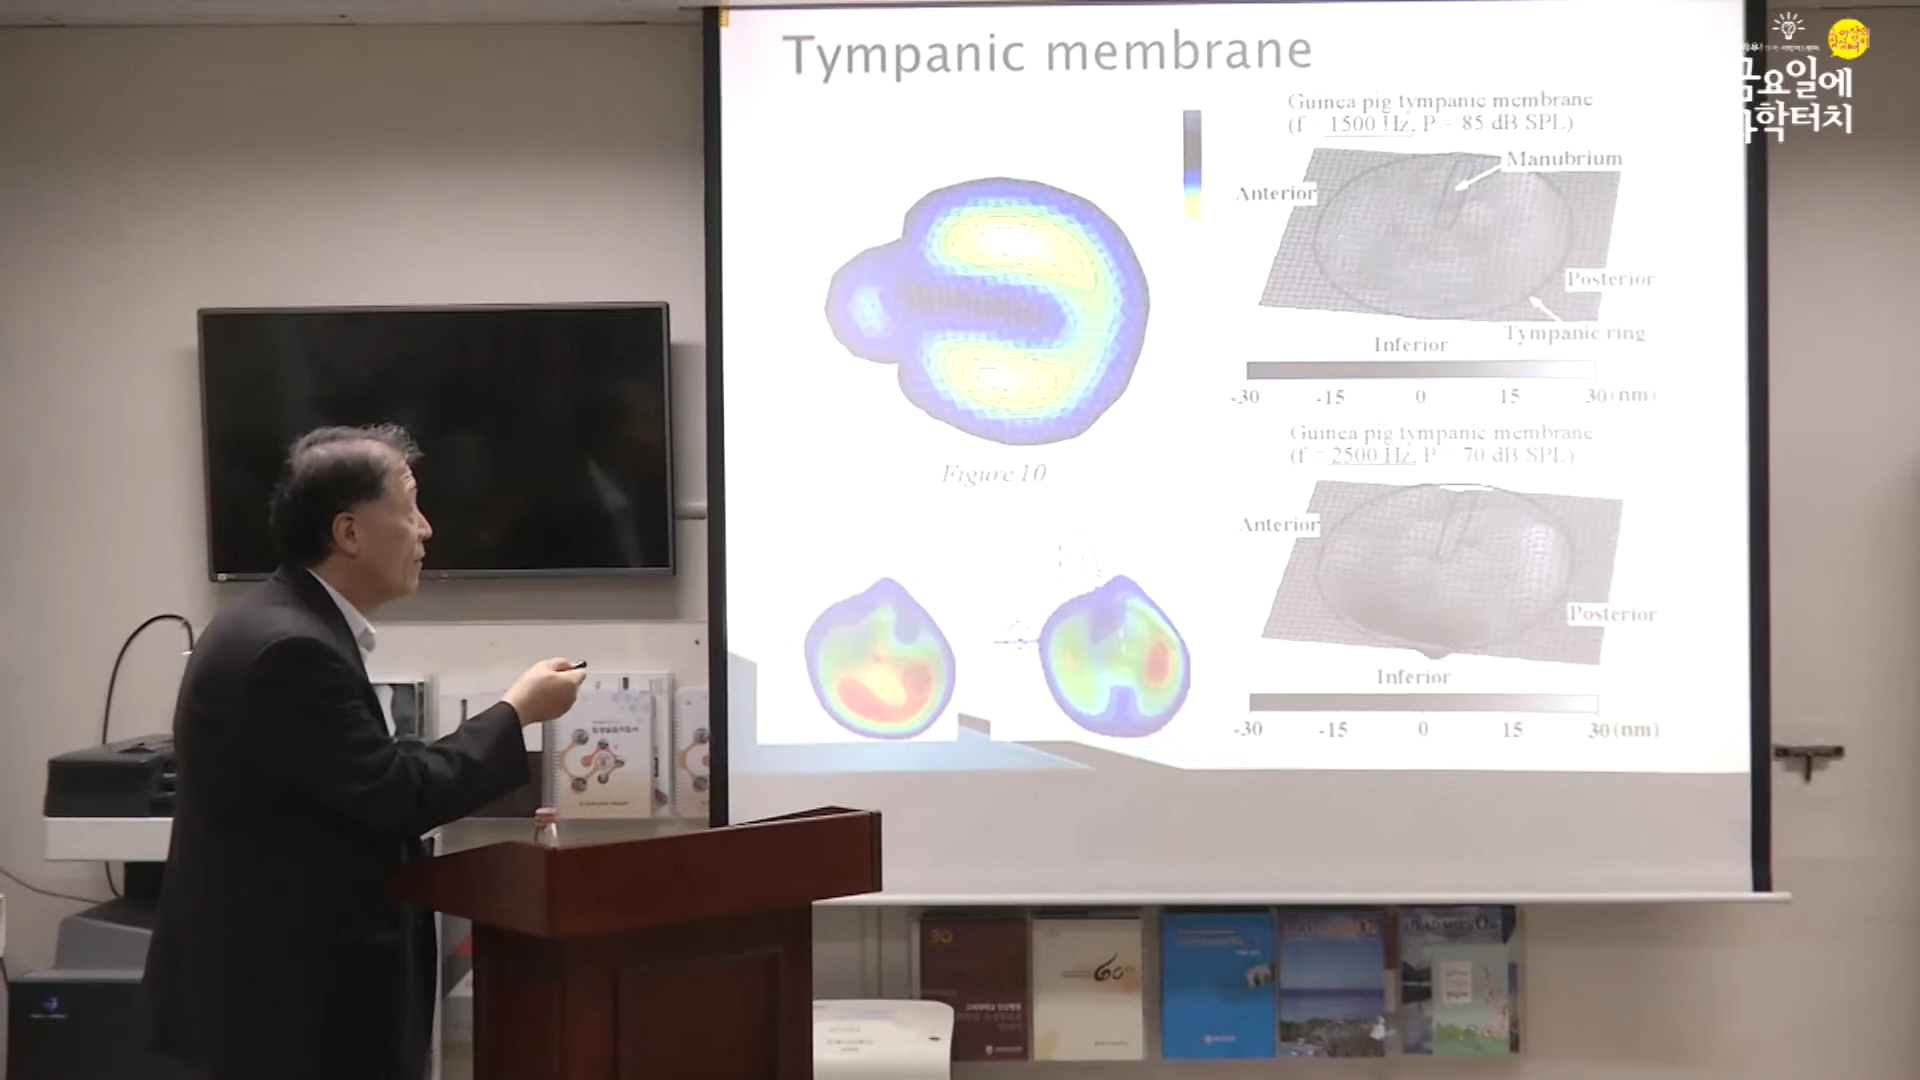 Tympanic membrane
Guinea pig tympanic membrane
(f = 1500 Hz, P = 85 dB SPL)
Manubrium
Anterior
Posterior
Tympanic ring
Inferior
-30 -15 0 15 30(nm)
Figure 10
Guinea pig tympanic membrane
(f = 2500 Hz, P = 70 dB SPL)
Anterior
Posterior
Inferior
-30 -15 0 15 30(nm)
금요일에
과학터치
30
60